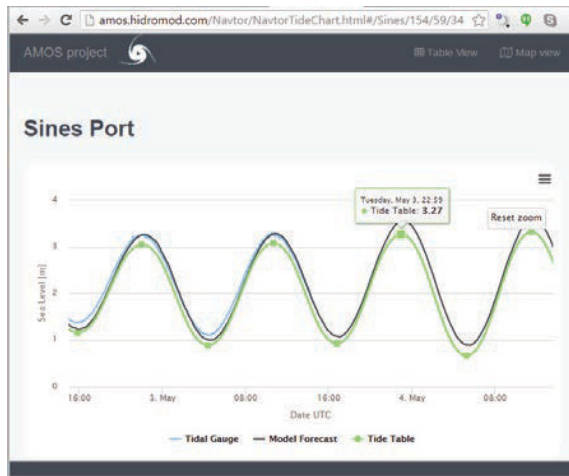 amos.hidromod.com/Navtor/NavtorTideChart.html#/Sines/154/59/34
AMOS project
Table View
Map view
Sines Port
Tuesday, May 3, 22:59
Tide Table: 3.27
Reset zoom
4
3
2
1
0
Sea Level [m]
16:00
3. May
08:00
16:00
4. May
08:00
Date UTC
Tidal Gauge
Model Forecast
Tide Table